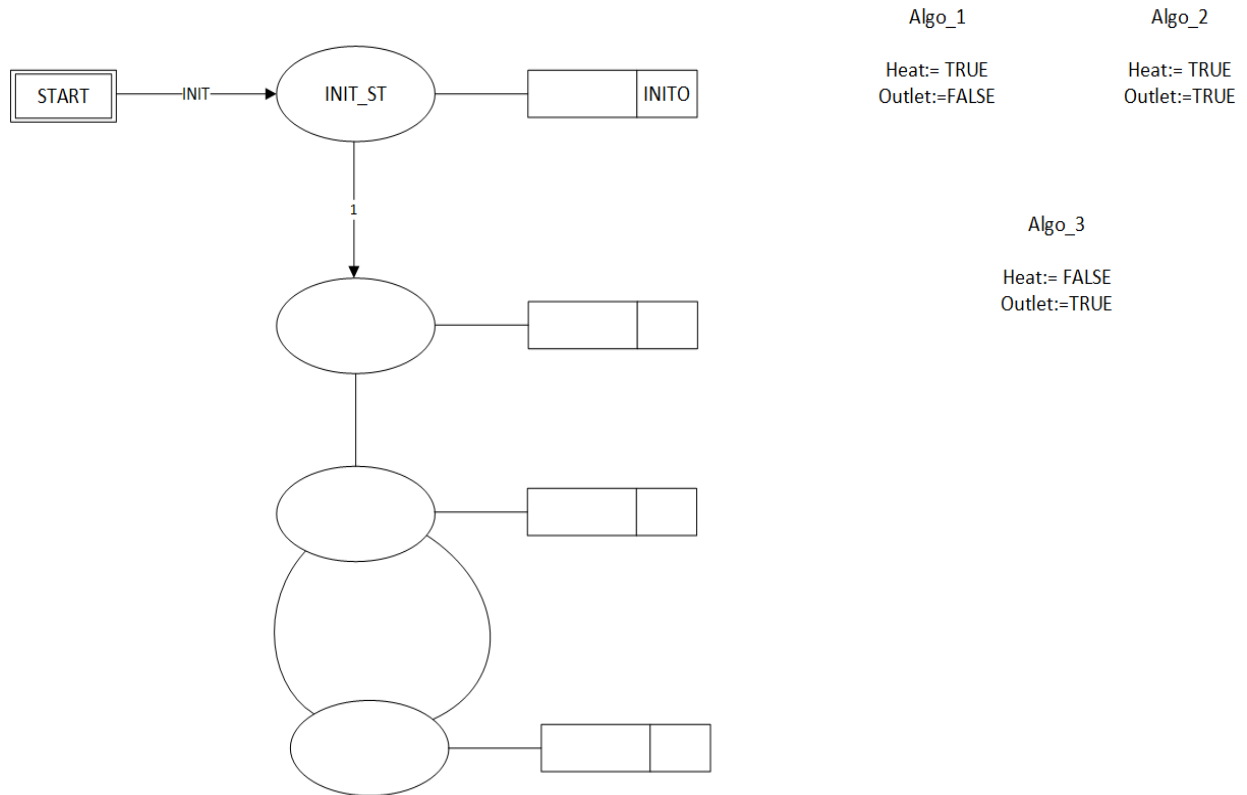 START
INIT
INIT_ST
INITO
1
Algo_1
Heat:= TRUE
Outlet:=FALSE
Algo_2
Heat:= TRUE
Outlet:=TRUE
Algo_3
Heat:= FALSE
Outlet:=TRUE